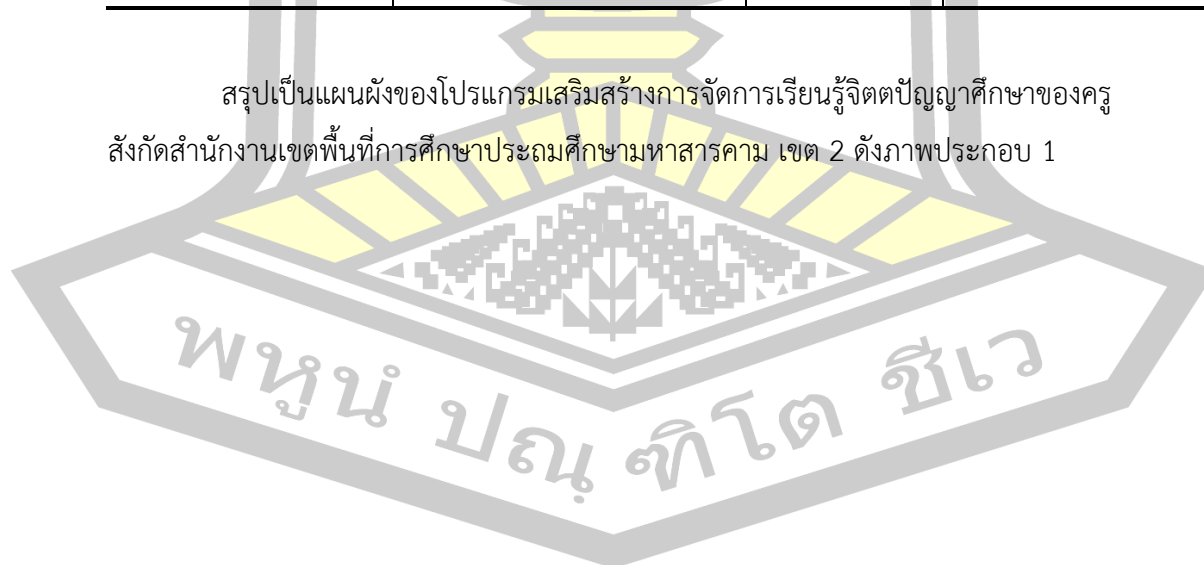 สรุปเป็นแผนผังของโปรแกรมเสริมสร้างการจัดการเรียนรู้จิตตปัญญาศึกษาของครู
สังกัดสำนักงานเขตพื้นที่การศึกษาประถมศึกษามหาสารคาม เขต 2 ดังภาพประกอบ 1
พหูนํ ปณฺฑิโต ชีเว